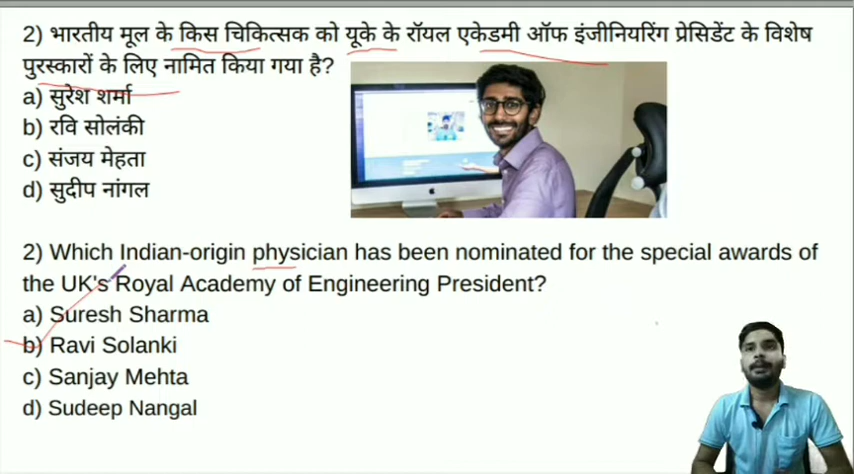 2) भारतीय मूल के किस चिकित्सक को यूके के रॉयल एकेडमी ऑफ इंजीनियरिंग प्रेसिडेंट के विशेष
पुरस्कारों के लिए नामित किया गया है?
a) सुरेश शर्मा
b) रवि सोलंकी
c) संजय मेहता
d) सुदीप नांगल
2) Which Indian-origin physician has been nominated for the special awards of
the UK's Royal Academy of Engineering President?
a) Suresh Sharma
b) Ravi Solanki
c) Sanjay Mehta
d) Sudeep Nangal